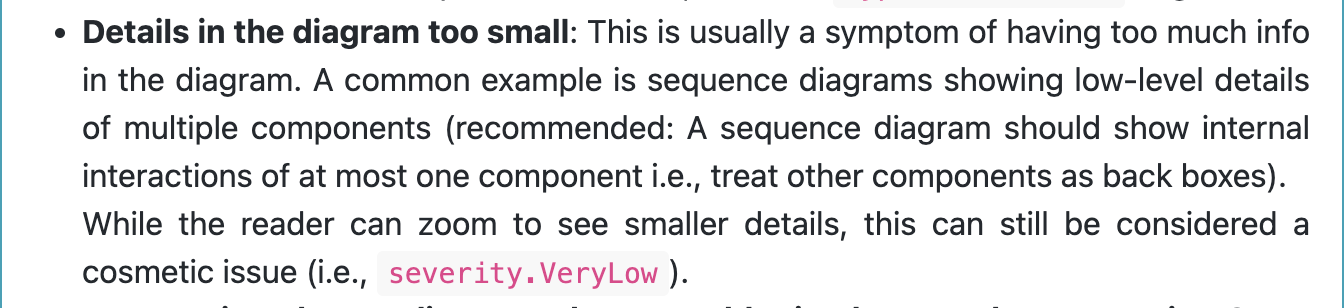 • Details in the diagram too small: This is usually a symptom of having too much info
in the diagram. A common example is sequence diagrams showing low-level details
of multiple components (recommended: A sequence diagram should show internal
interactions of at most one component i.e., treat other components as back boxes).
While the reader can zoom to see smaller details, this can still be considered a
cosmetic issue (i.e., severity.VeryLow ).